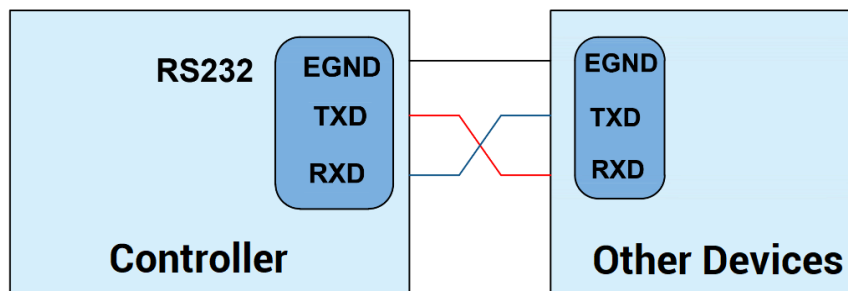 RS232
EGND
TXD
RXD
Controller
EGND
TXD
RXD
Other Devices